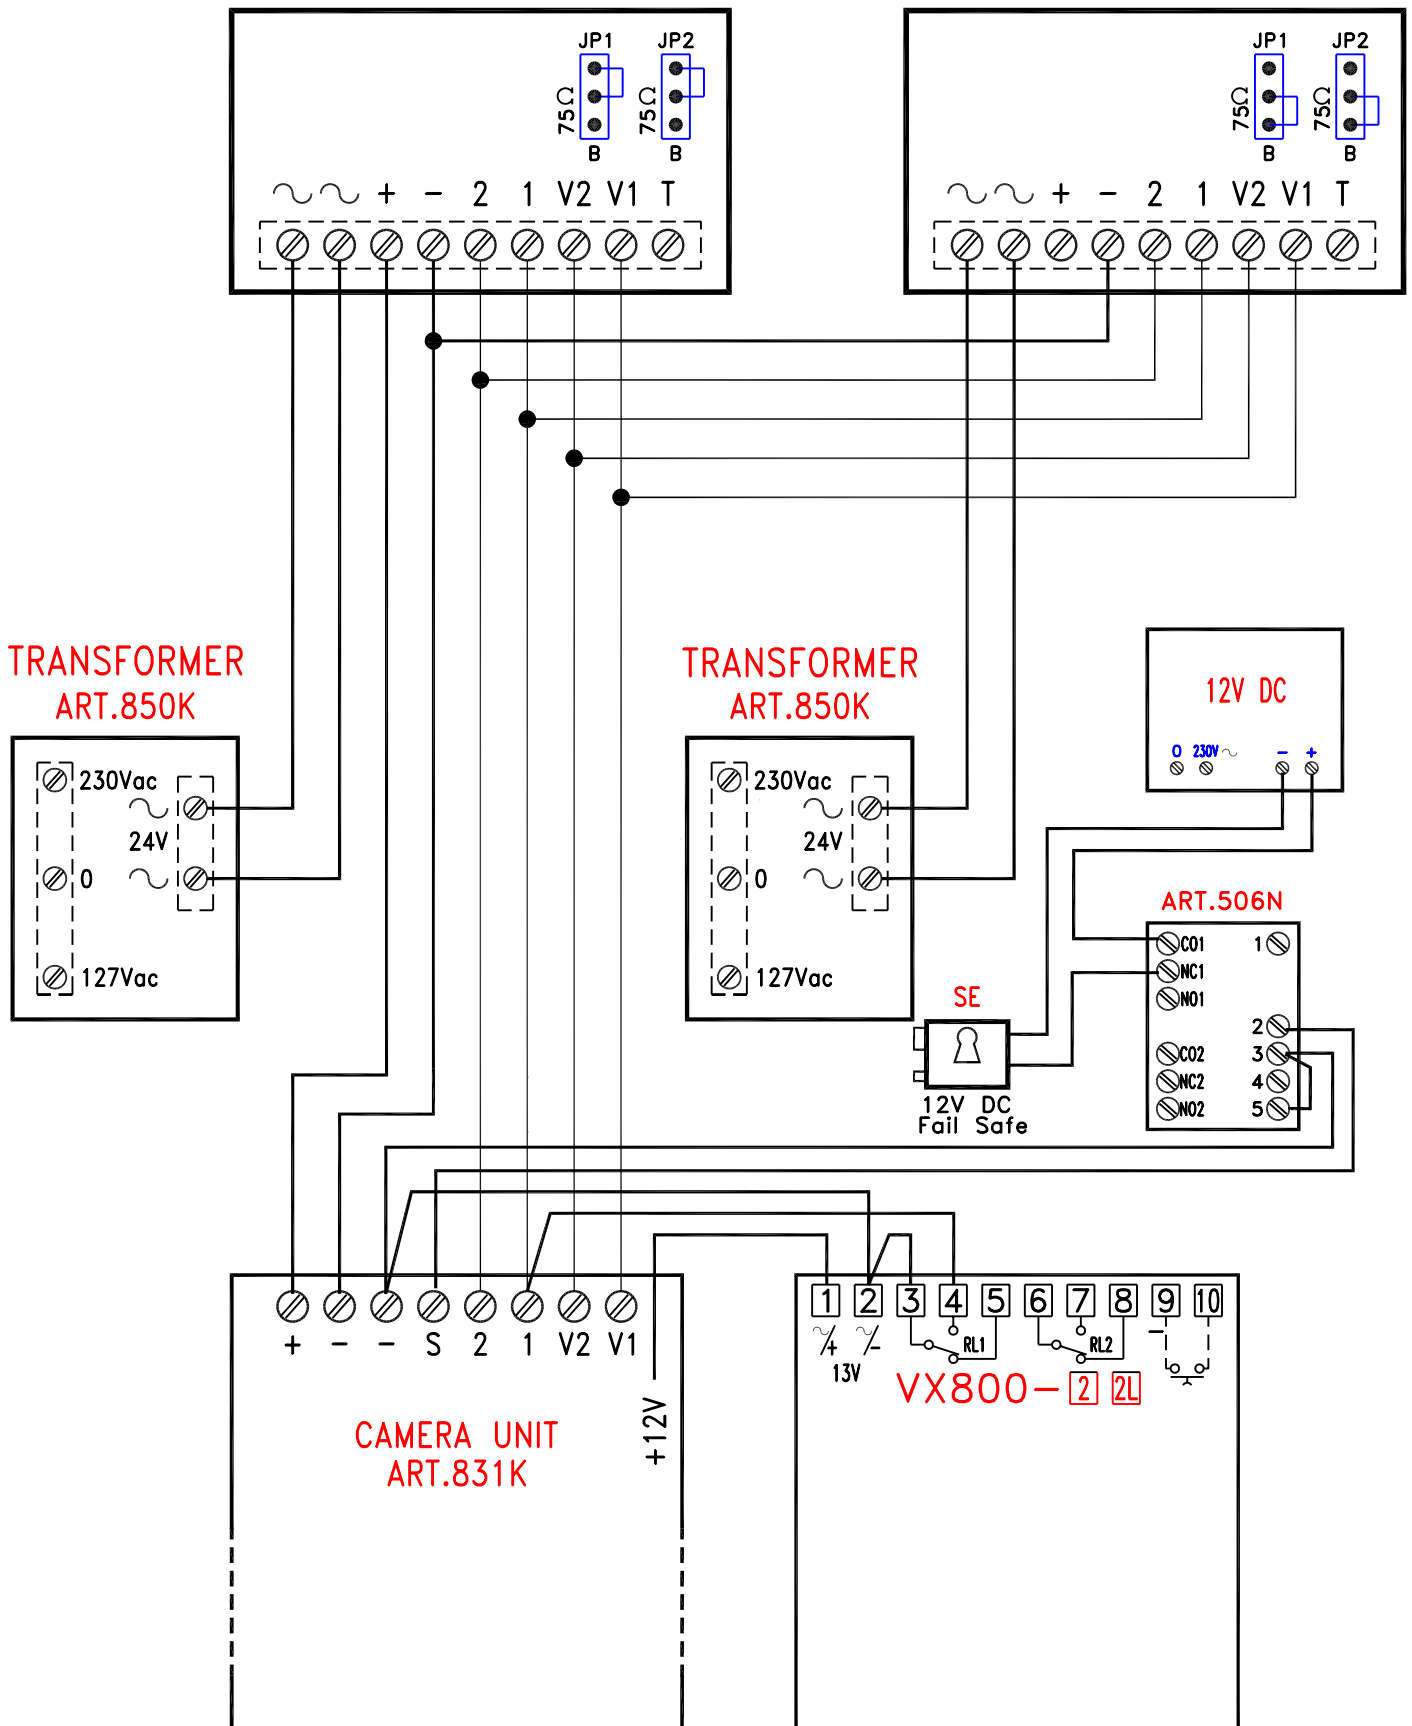 JP1 JP2
75Ω 75Ω
B B
~ ~ + − 2 1 V2 V1 T
JP1 JP2
75Ω 75Ω
B B
~ ~ + − 2 1 V2 V1 T
TRANSFORMER
ART.850K
230Vac
~
24V
0 ~
127Vac
TRANSFORMER
ART.850K
230Vac
~
24V
0 ~
127Vac
12V DC
0 230V ~ − +
ART.506N
CO1 1
NC1
NO1
2
CO2 3
NC2 4
NO2 5
SE
12V DC
Fail Safe
+ − − S 2 1 V2 V1
+12V
CAMERA UNIT
ART.831K
1 2 3 4 5 6 7 8 9 10
~/+ ~/− RL1 RL2 −
13V
VX800- 2 2L